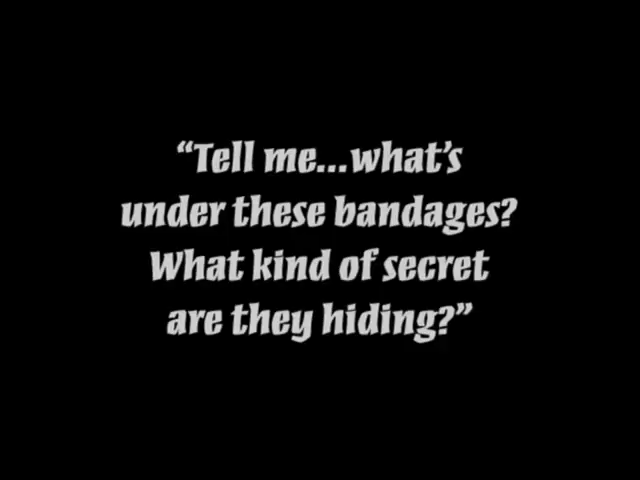 “Tell me...what’s
under these bandages?
What kind of secret
are they hiding?”